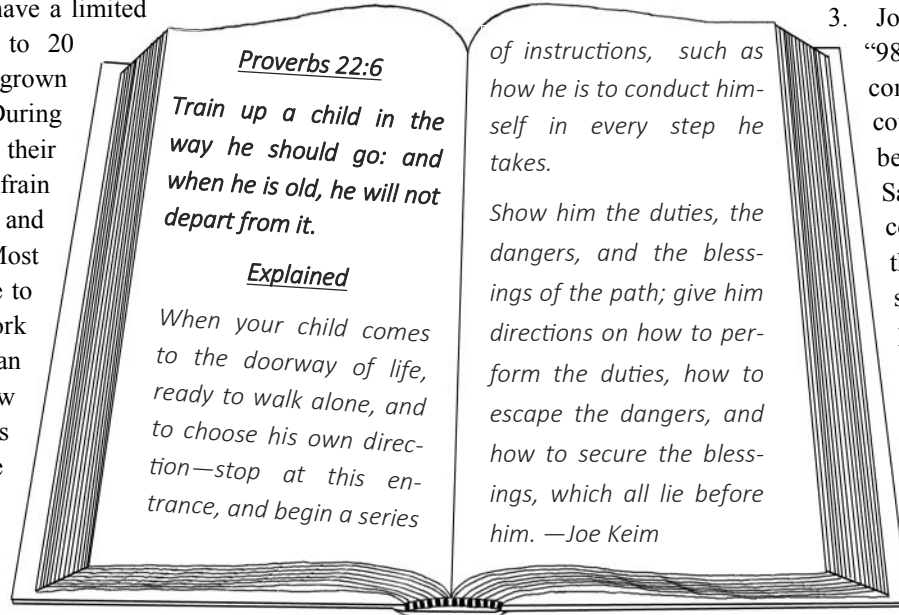 have a limited
to 20
grown
During
their
frain
and
Most
e to
ork
an
w
s
e
Proverbs 22:6
Train up a child in the
way he should go: and
when he is old, he will not
depart from it.
Explained
When your child comes
to the doorway of life,
ready to walk alone, and
to choose his own direc-
tion—stop at this en-
trance, and begin a series
of instructions, such as
how he is to conduct him-
self in every step he
takes.
Show him the duties, the
dangers, and the bless-
ings of the path; give him
directions on how to per-
form the duties, how to
escape the dangers, and
how to secure the bless-
ings, which all lie before
him. —Joe Keim
3. Jo
“98
con
cou
be
Sa
co
th
s